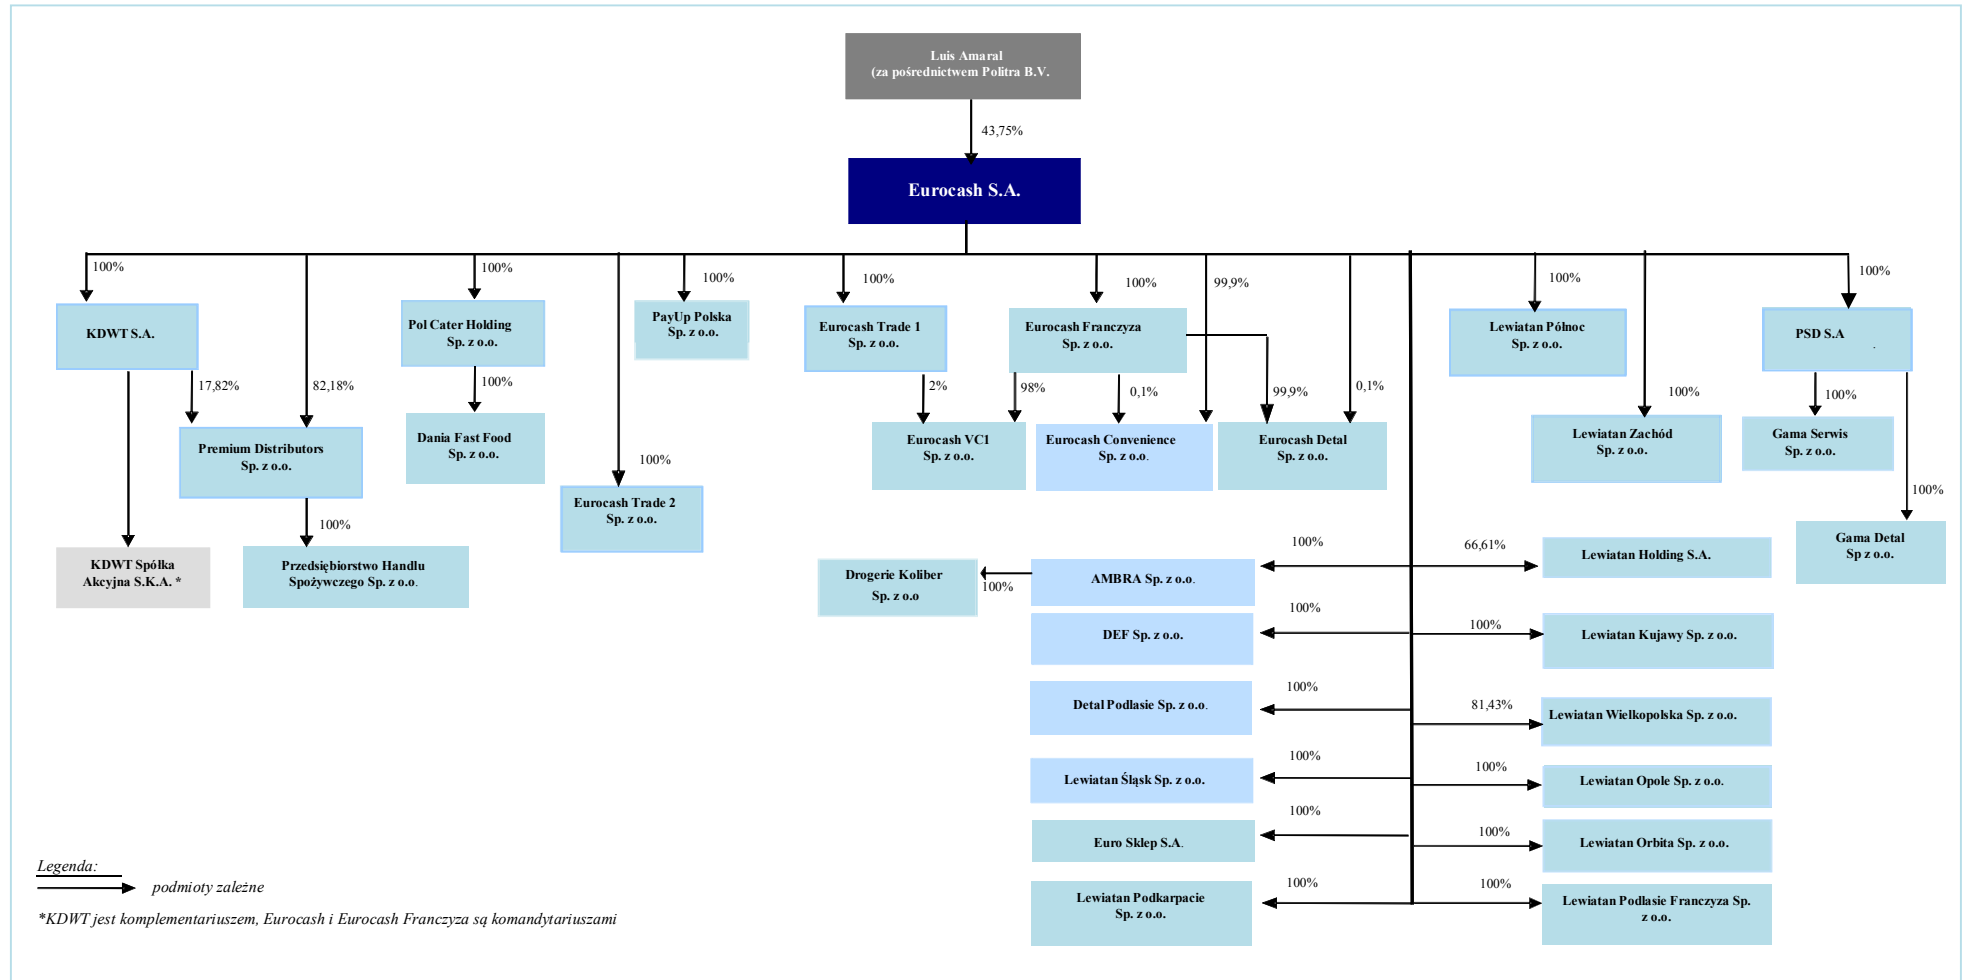 Luis Amaral
(za pośrednictwem Politra B.V.
43,75%
Eurocash S.A.
100%
100%
100%
100%
100%
99,9%
100%
100%
KDWT S.A.
Pol Cater Holding
Sp. z o.o.
PayUp Polska
Sp. z o.o.
Eurocash Trade 1
Sp. z o.o.
Eurocash Franczyza
Sp. z o.o.
Lewiatan Północ
Sp. z o.o.
PSD S.A
.
17,82%
82,18%
100%
2%
98%
0,1%
99,9%
0,1%
100%
100%
Premium Distributors
Sp. z o.o.
Dania Fast Food
Sp. z o.o.
Eurocash VC1
Sp. z o.o.
Eurocash Convenience
Sp. z o.o.
Eurocash Detal
Sp. z o.o.
Lewiatan Zachód
Sp. z o.o.
Gama Serwis
Sp. z o.o.
100%
100%
Eurocash Trade 2
Sp. z o.o.
100%
Gama Detal
Sp z o.o.
KDWT Spólka
Akcyjna S.K.A. *
Przedsiębiorstwo Handlu
Spożywczego Sp. z o.o.
Drogerie Koliber
Sp. z o.o
100%
AMBRA Sp. z o.o.
100%
66,61%
Lewiatan Holding S.A.
DEF Sp. z o.o.
100%
100%
Lewiatan Kujawy Sp. z o.o.
Detal Podlasie Sp. z o.o.
100%
81,43%
Lewiatan Wielkopolska Sp. z o.o.
Lewiatan Śląsk Sp. z o.o.
100%
100%
Lewiatan Opole Sp. z o.o.
Euro Sklep S.A.
100%
100%
Lewiatan Orbita Sp. z o.o.
Lewiatan Podkarpacie
Sp. z o.o.
100%
100%
Lewiatan Podlasie Franczyza Sp.
z o.o.
Legenda:
podmioty zależne
*KDWT jest komplementariuszem, Eurocash i Eurocash Franczyza są komandytariuszami